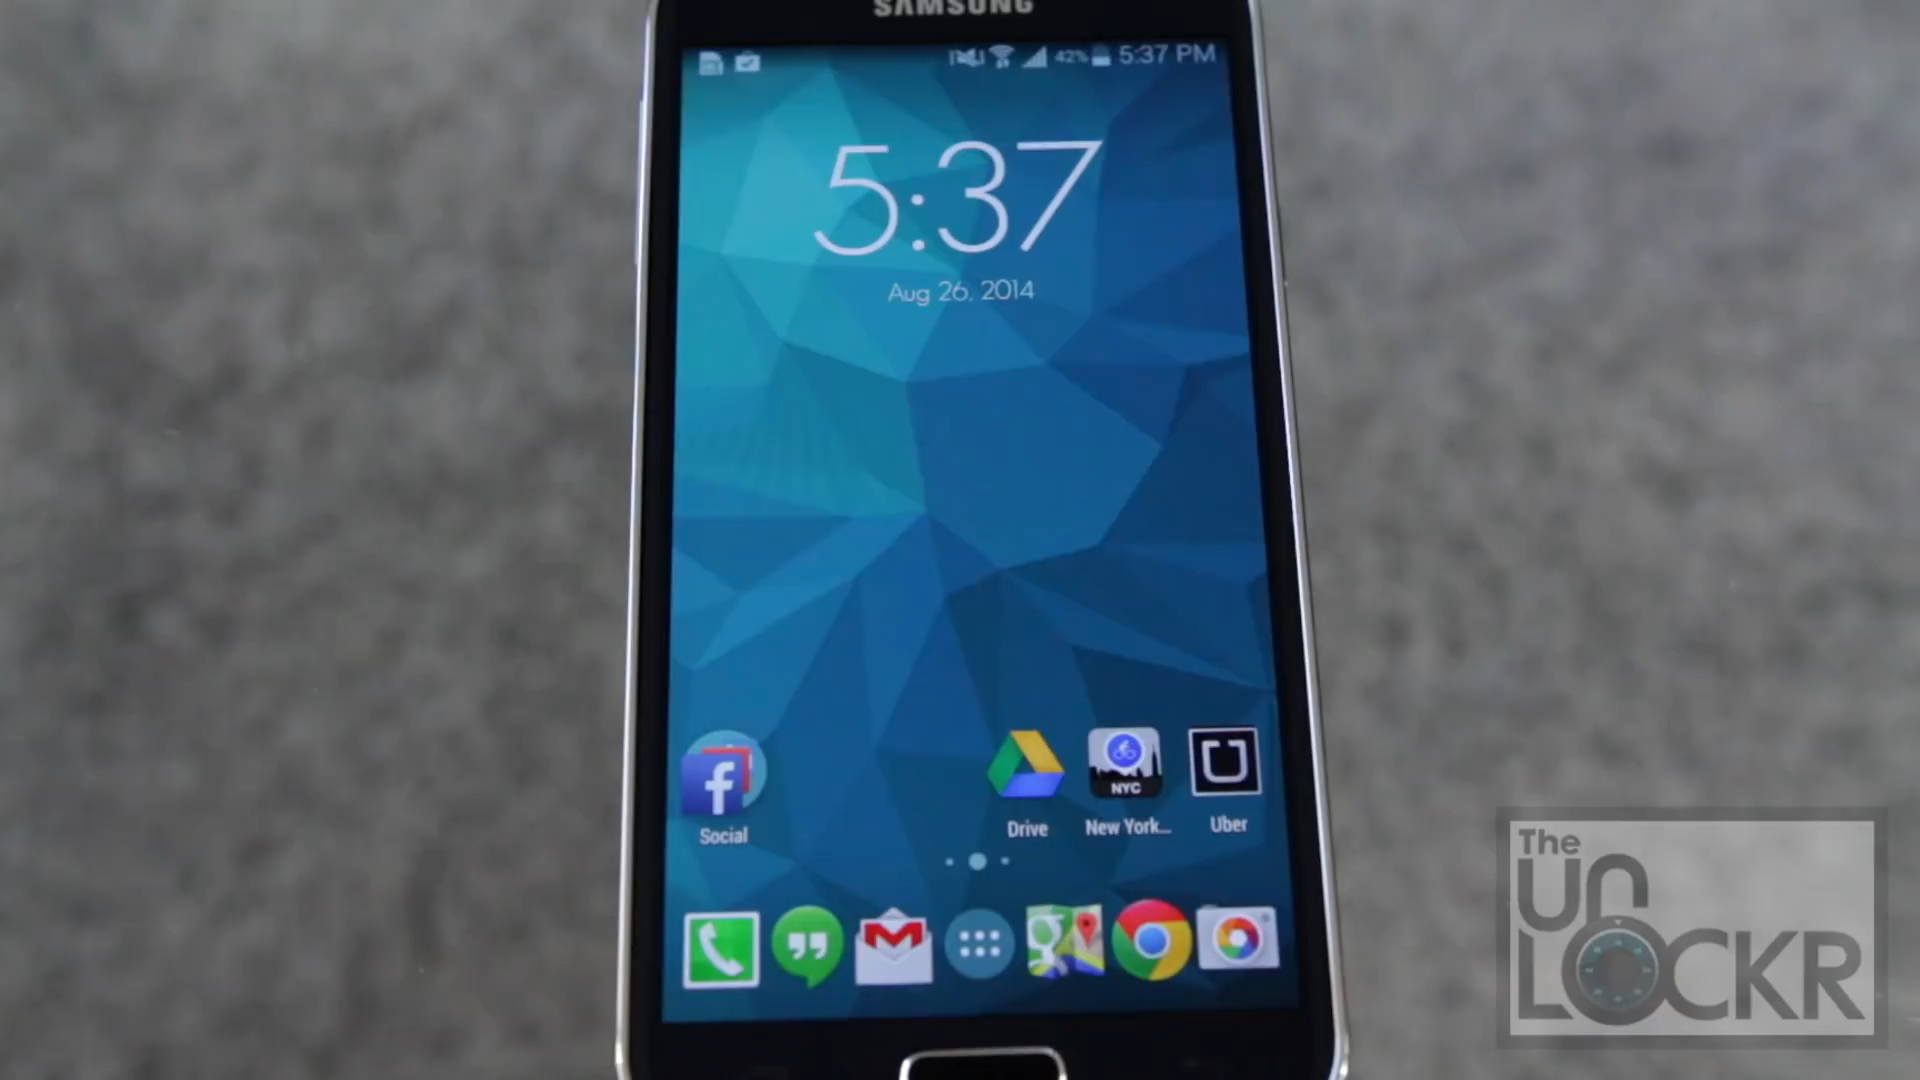 SAMSUNG
42% 5:37 PM
5:37
Aug 26, 2014
NYC
Social
Drive
New York...
Uber
The
UnLOCKR